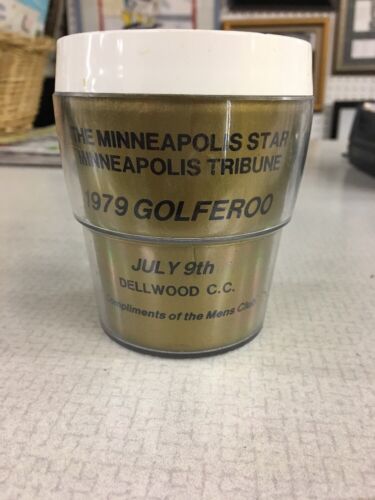 THE MINNEAPOLIS STAR
MINNEAPOLIS TRIBUNE
1979 GOLFEROO
JULY 9th
DELLWOOD C.C.
Compliments of the Mens Club